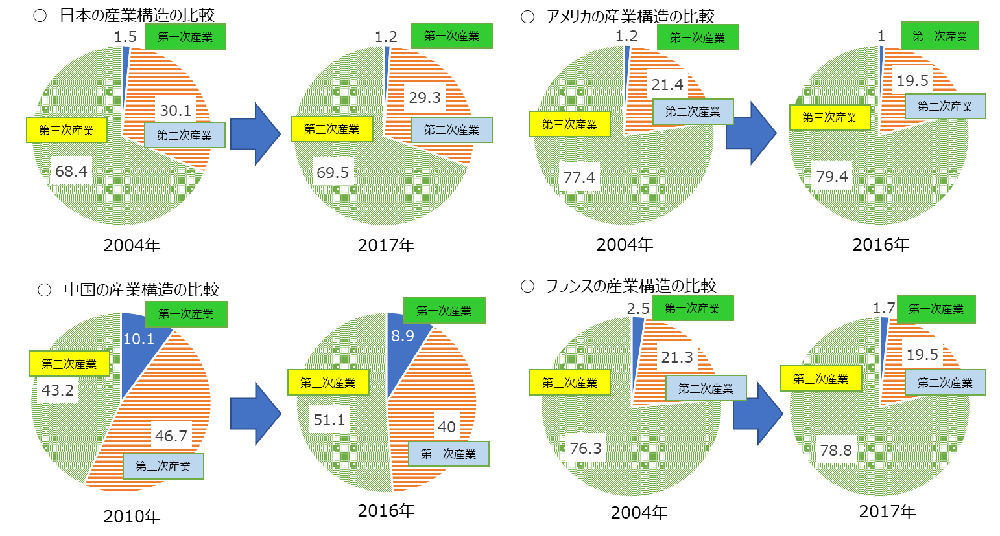 ○ 日本の産業構造の比較
1.5
第一次産業
30.1
第二次産業
第三次産業
68.4
2004年
1.2
第一次産業
29.3
第二次産業
第三次産業
69.5
2017年
○ アメリカの産業構造の比較
1.2
第一次産業
21.4
第二次産業
第三次産業
77.4
2004年
1
第一次産業
19.5
第二次産業
第三次産業
79.4
2016年
○ 中国の産業構造の比較
第一次産業
10.1
第三次産業
43.2
46.7
第二次産業
2010年
第一次産業
8.9
第三次産業
51.1
40
第二次産業
2016年
○ フランスの産業構造の比較
2.5
第一次産業
21.3
第二次産業
第三次産業
76.3
2004年
1.7
第一次産業
19.5
第二次産業
第三次産業
78.8
2017年